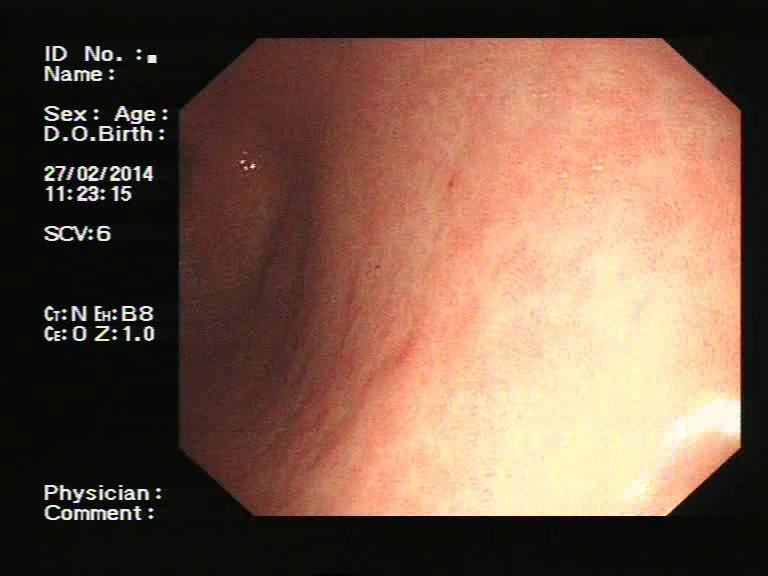 ID No. :
Name:
Sex: Age:
D.O.Birth:
27/02/2014
11:23:15
SCV:6
CT:N EH:B8
CE:0 Z:1.0
Physician:
Comment: